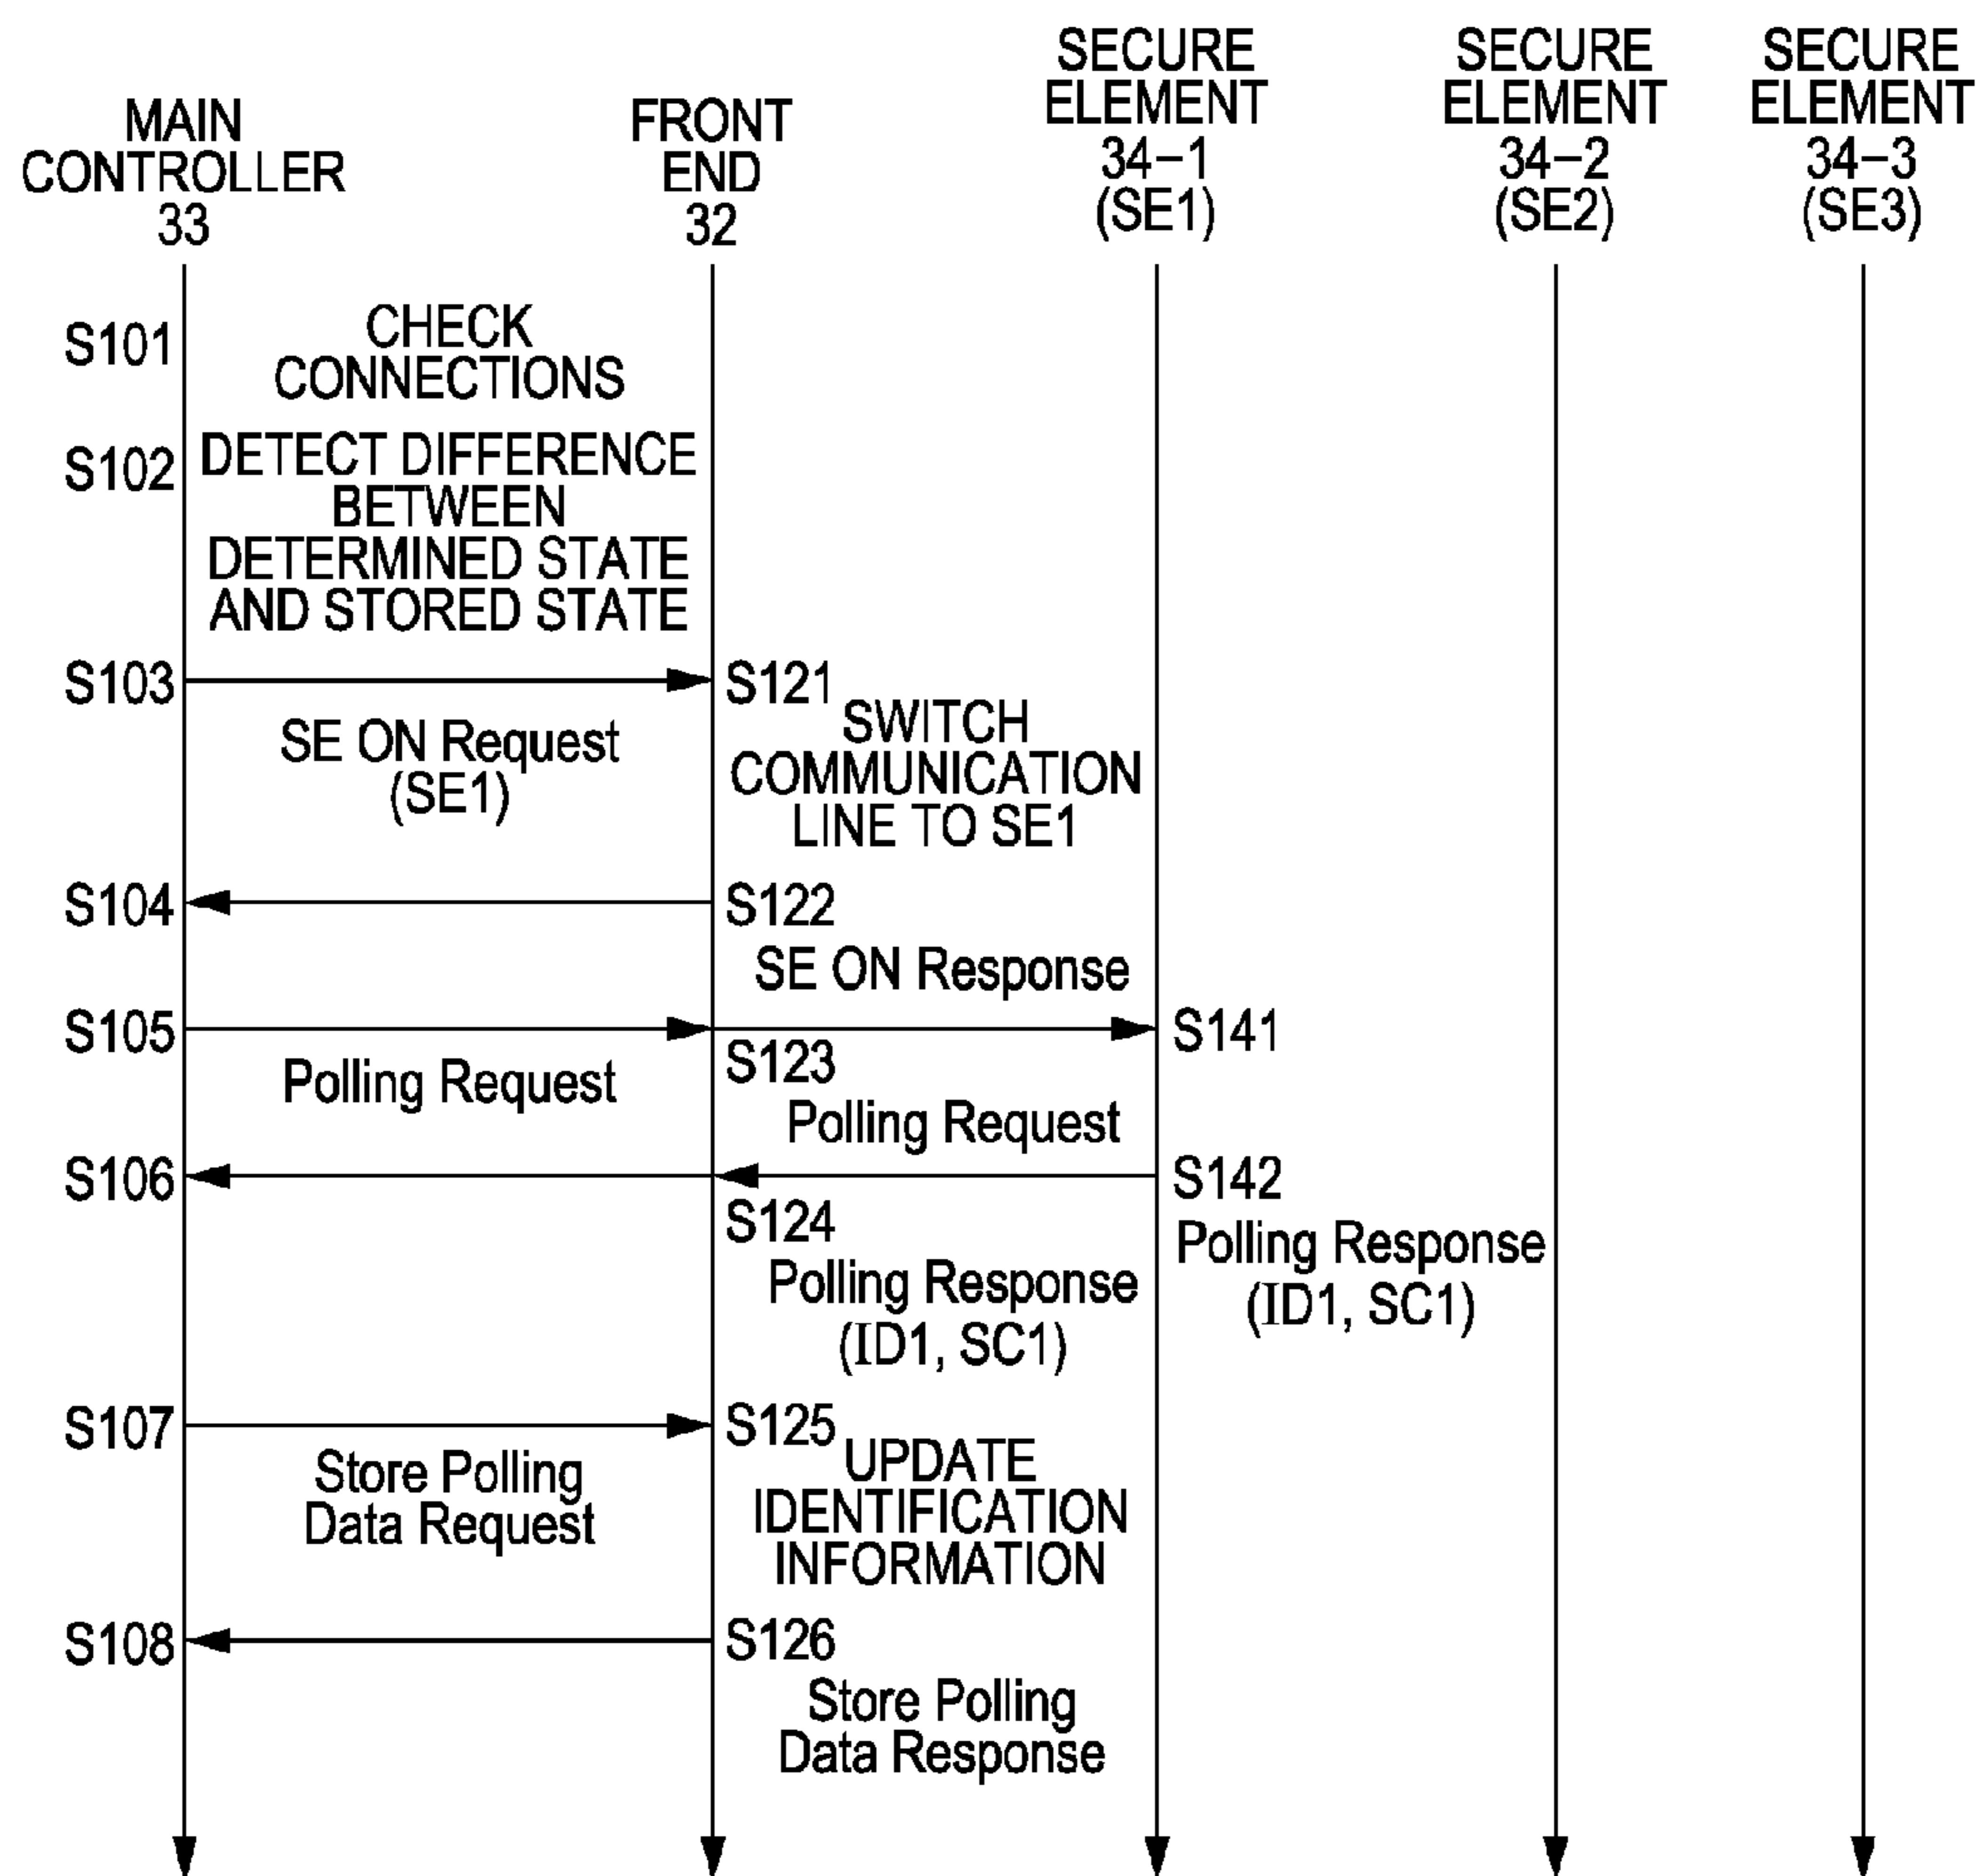 MAIN
CONTROLLER
33
FRONT
END
32
SECURE
ELEMENT
34-1
(SE1)
SECURE
ELEMENT
34-2
(SE2)
SECURE
ELEMENT
34-3
(SE3)
S101
CHECK
CONNECTIONS
S102
DETECT DIFFERENCE
BETWEEN
DETERMINED STATE
AND STORED STATE
S103
S121
SE ON Request
(SE1)
SWITCH
COMMUNICATION
LINE TO SE1
S104
S122
SE ON Response
S105
S123
S141
Polling Request
Polling Request
S106
S124
S142
Polling Response
(ID1, SC1)
Polling Response
(ID1, SC1)
S107
S125
Store Polling
Data Request
UPDATE
IDENTIFICATION
INFORMATION
S108
S126
Store Polling
Data Response